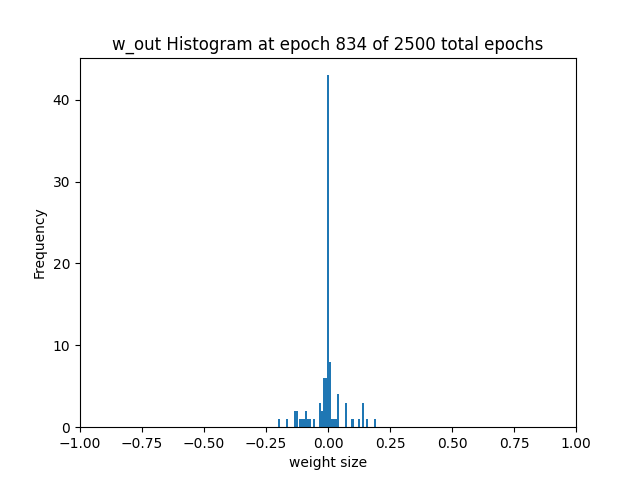 w_out Histogram at epoch 834 of 2500 total epochs
Frequency
40
30
20
10
0
−1.00 −0.75 −0.50 −0.25 0.00 0.25 0.50 0.75 1.00
weight size